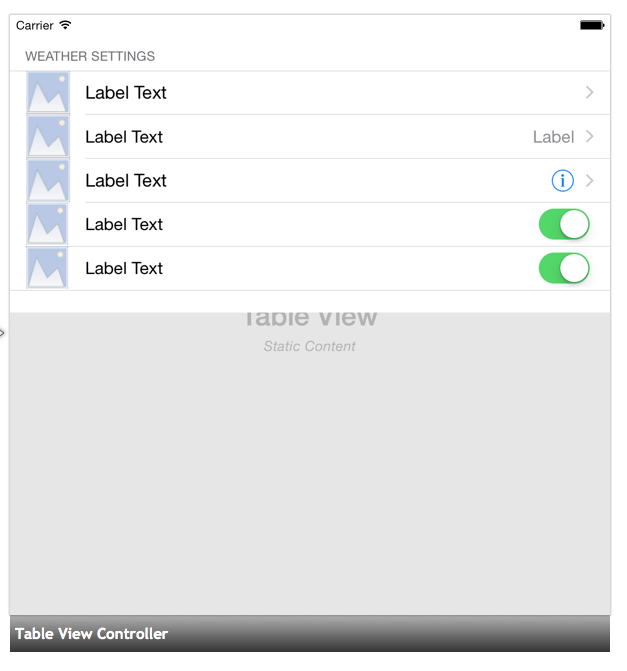 Carrier
WEATHER SETTINGS
Label Text
Label Text Label
Label Text
Label Text
Label Text
Table View
Static Content
Table View Controller